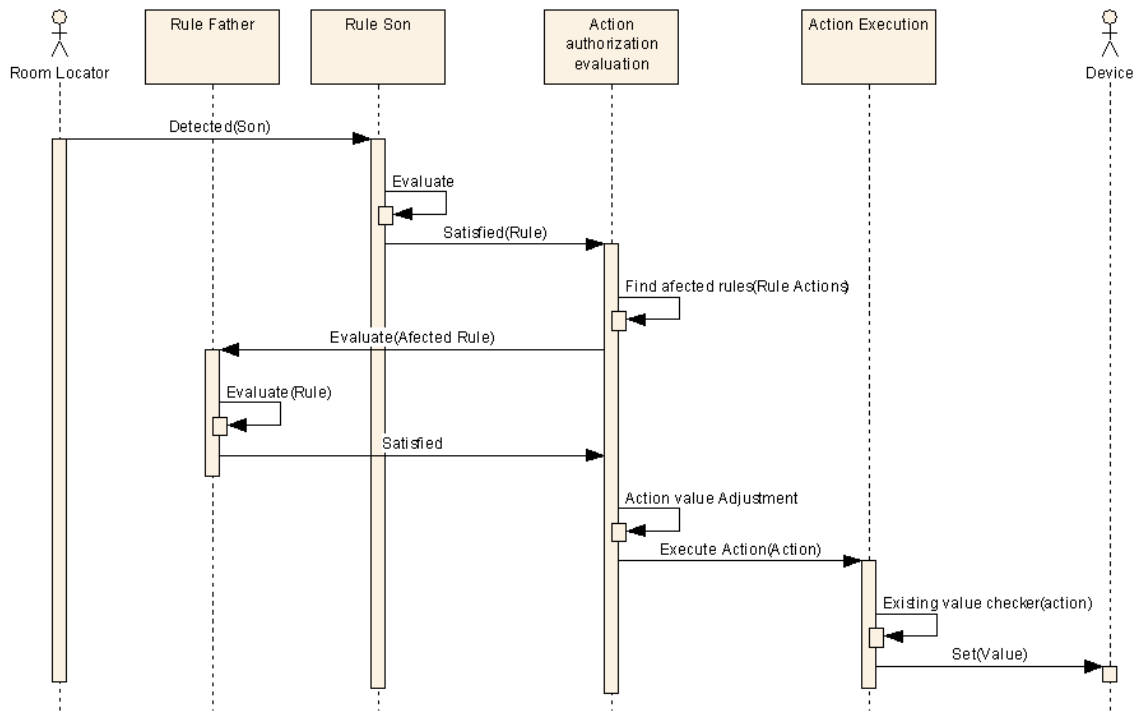 Room Locator
Rule Father
Rule Son
Action
authorization
evaluation
Action Execution
Device
Detected(Son)
Evaluate
Satisfied(Rule)
Find afected rules(Rule Actions)
Evaluate(Afected Rule)
Evaluate(Rule)
Satisfied
Action value Adjustment
Execute Action(Action)
Existing value checker(action)
Set(Value)